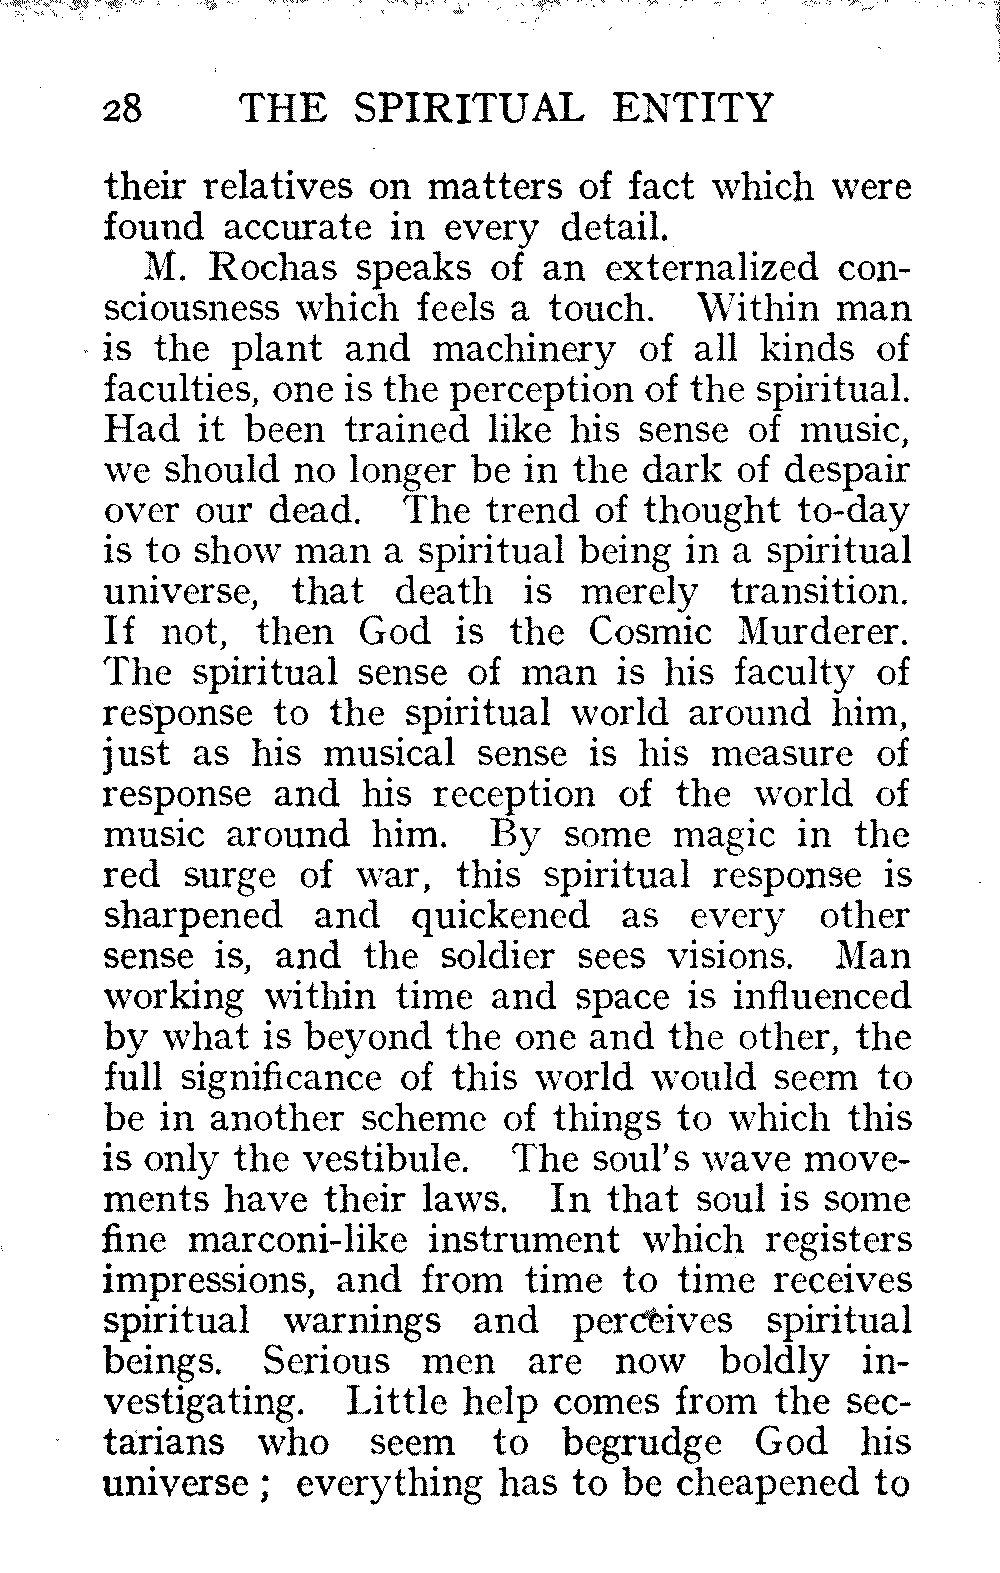 28 THE SPIRITUAL ENTITY
their relatives on matters of fact which were
found accurate in every detail.
M. Rochas speaks of an externalized con-
sciousness which feels a touch. Within man
is the plant and machinery of all kinds of
faculties, one is the perception of the spiritual.
Had it been trained like his sense of music,
we should no longer be in the dark of despair
over our dead. The trend of thought to-day
is to show man a spiritual being in a spiritual
universe, that death is merely transition.
If not, then God is the Cosmic Murderer.
The spiritual sense of man is his faculty of
response to the spiritual world around him,
just as his musical sense is his measure of
response and his reception of the world of
music around him. By some magic in the
red surge of war, this spiritual response is
sharpened and quickened as every other
sense is, and the soldier sees visions. Man
working within time and space is influenced
by what is beyond the one and the other, the
full significance of this world would seem to
be in another scheme of things to which this
is only the vestibule. The soul's wave move-
ments have their laws. In that soul is some
fine marconi-like instrument which registers
impressions, and from time to time receives
spiritual warnings and perceives spiritual
beings. Serious men are now boldly in-
vestigating. Little help comes from the sec-
tarians who seem to begrudge God his
universe ; everything has to be cheapened to